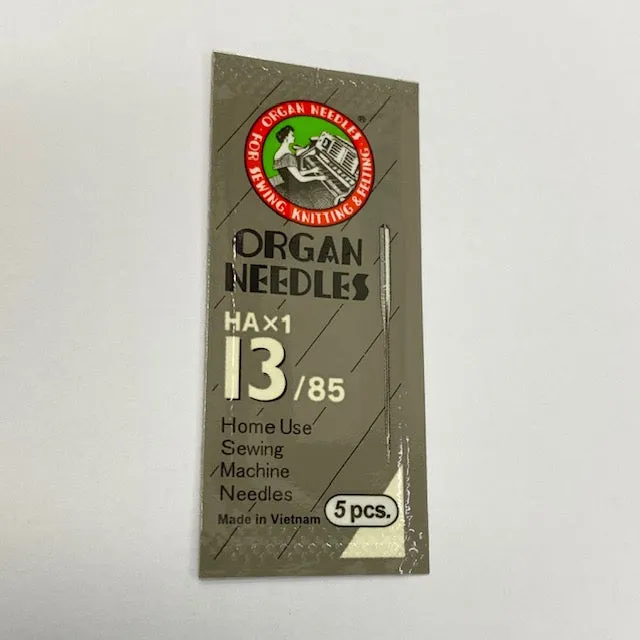 · ORGAN NEEDLES ·
FOR SEWING, KNITTING & FELTING
®
ORGAN
NEEDLES
HA×1
13/85
Home Use
Sewing
Machine
Needles
Made in Vietnam
5 pcs.